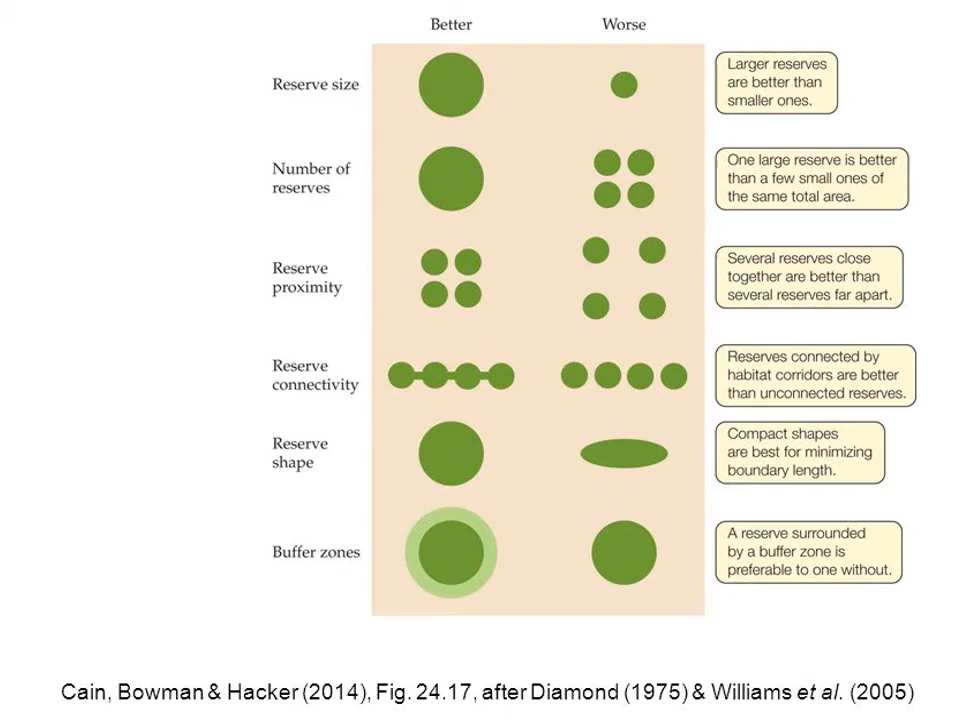 Better
Worse
Reserve size
Larger reserves
are better than
smaller ones.
Number of
reserves
One large reserve is better
than a few small ones of
the same total area.
Reserve
proximity
Several reserves close
together are better than
several reserves far apart.
Reserve
connectivity
Reserves connected by
habitat corridors are better
than unconnected reserves.
Reserve
shape
Compact shapes
are best for minimizing
boundary length.
Buffer zones
A reserve surrounded
by a buffer zone is
preferable to one without.
Cain, Bowman & Hacker (2014), Fig. 24.17, after Diamond (1975) & Williams et al. (2005)